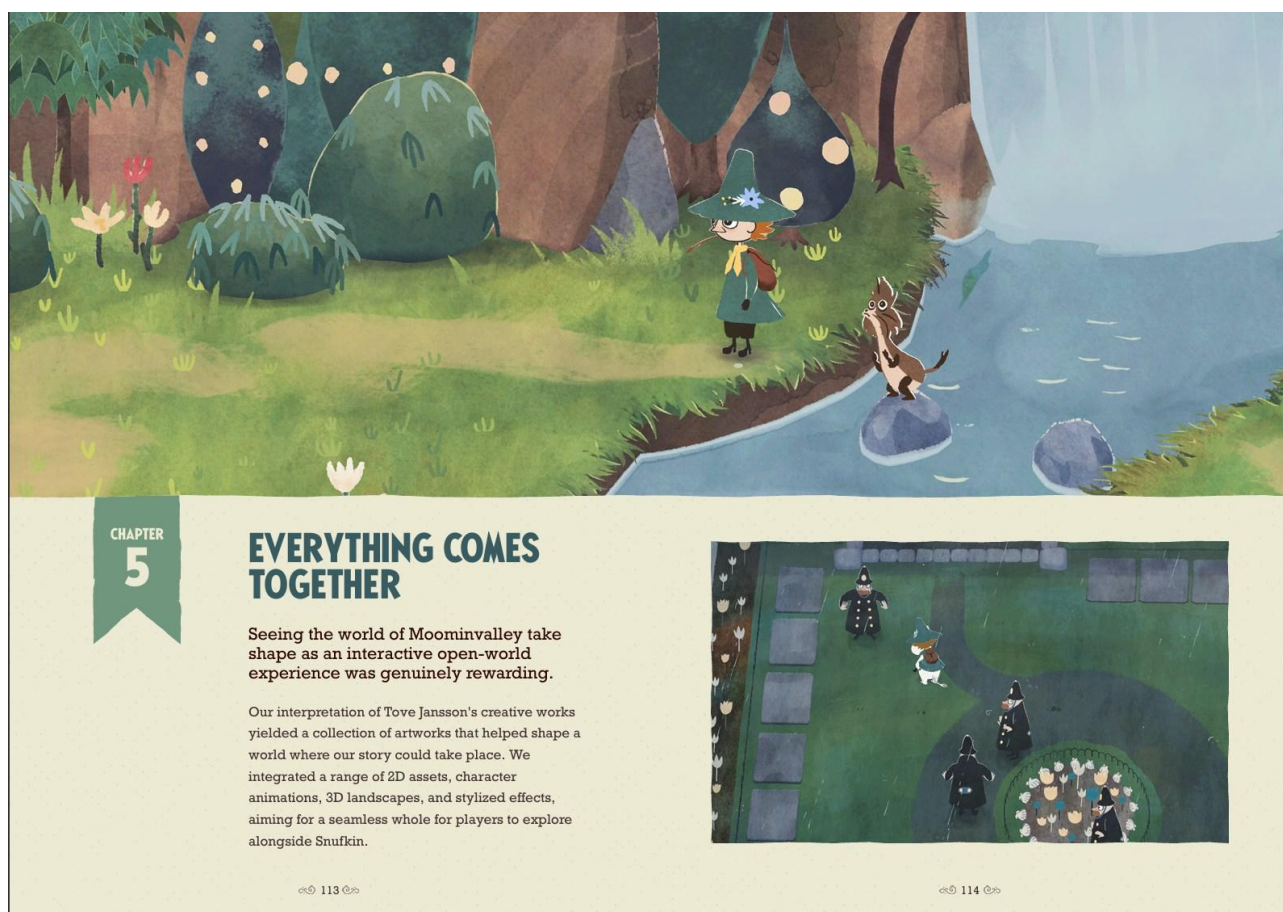 CHAPTER
5
EVERYTHING COMES
TOGETHER
Seeing the world of Moominvalley take
shape as an interactive open-world
experience was genuinely rewarding.
Our interpretation of Tove Jansson's creative works
yielded a collection of artworks that helped shape a
world where our story could take place. We
integrated a range of 2D assets, character
animations, 3D landscapes, and stylized effects,
aiming for a seamless whole for players to explore
alongside Snufkin.
113
114